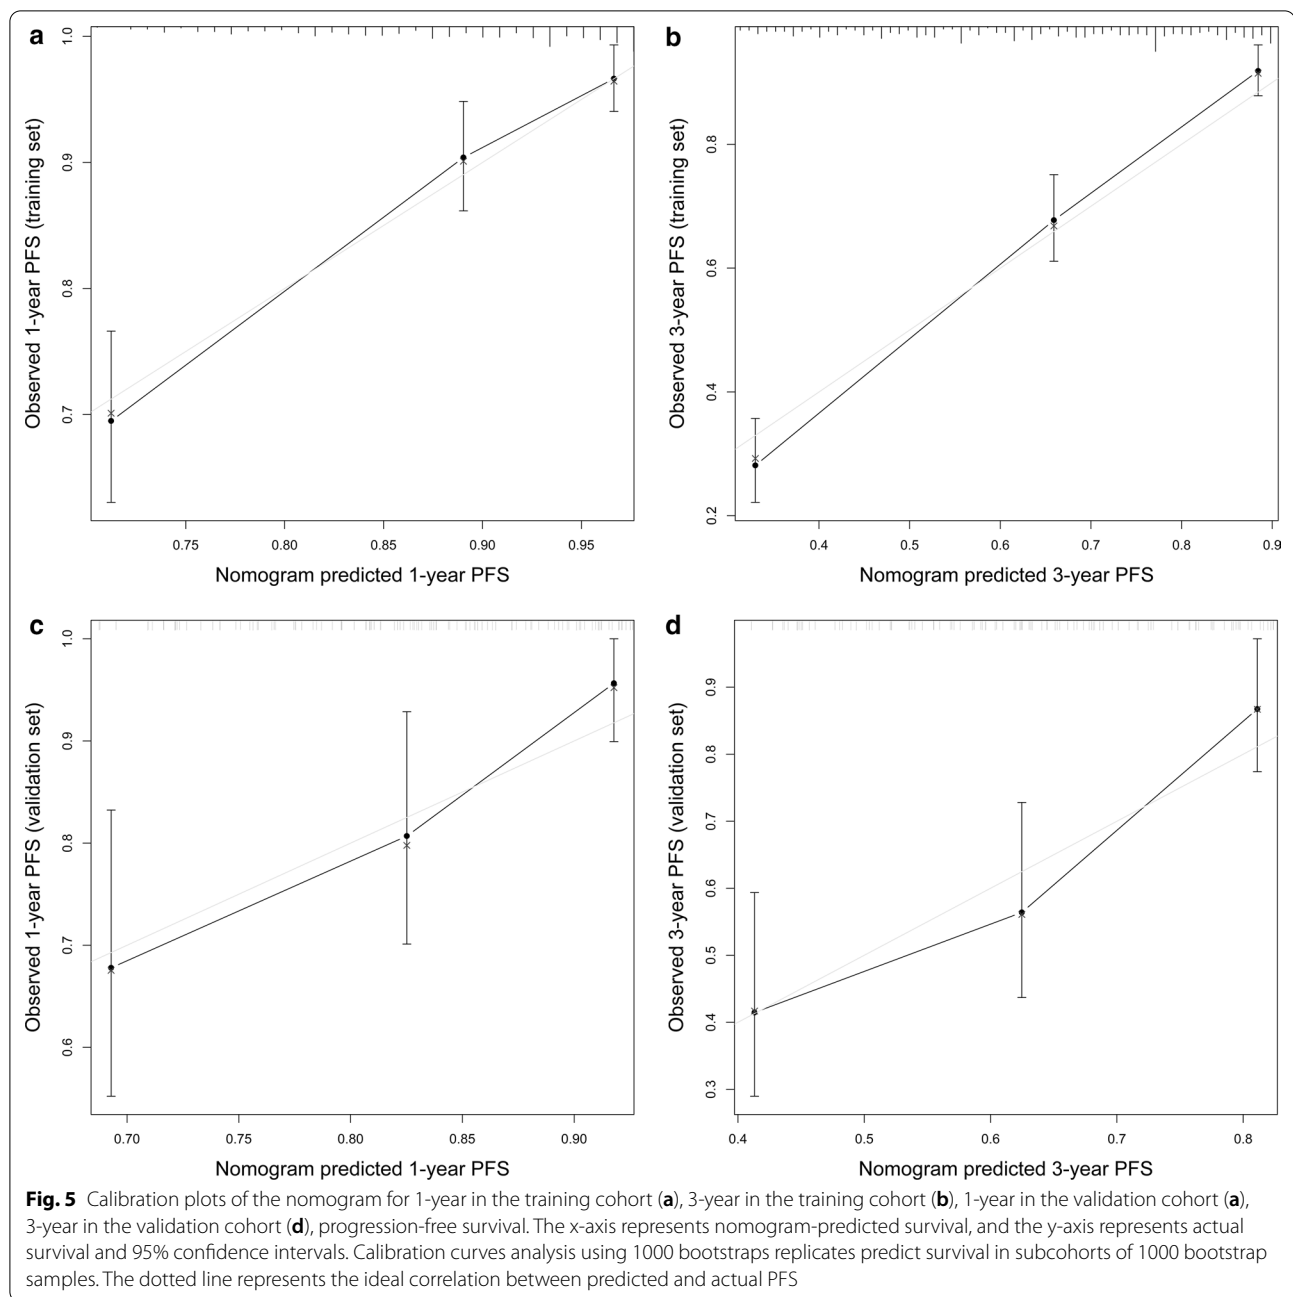 a
1.0
0.9
0.8
0.7
Observed 1-year PFS (training set)
0.75 0.80 0.85 0.90 0.95
Nomogram predicted 1-year PFS
b
0.8
0.6
0.4
0.2
Observed 3-year PFS (training set)
0.4 0.5 0.6 0.7 0.8 0.9
Nomogram predicted 3-year PFS
c
1.0
0.9
0.8
0.7
0.6
Observed 1-year PFS (validation set)
0.70 0.75 0.80 0.85 0.90
Nomogram predicted 1-year PFS
d
0.9
0.8
0.7
0.6
0.5
0.4
0.3
Observed 3-year PFS (validation set)
0.4 0.5 0.6 0.7 0.8
Nomogram predicted 3-year PFS
Fig. 5 Calibration plots of the nomogram for 1-year in the training cohort (a), 3-year in the training cohort (b), 1-year in the validation cohort (a),
3-year in the validation cohort (d), progression-free survival. The x-axis represents nomogram-predicted survival, and the y-axis represents actual
survival and 95% confidence intervals. Calibration curves analysis using 1000 bootstraps replicates predict survival in subcohorts of 1000 bootstrap
samples. The dotted line represents the ideal correlation between predicted and actual PFS